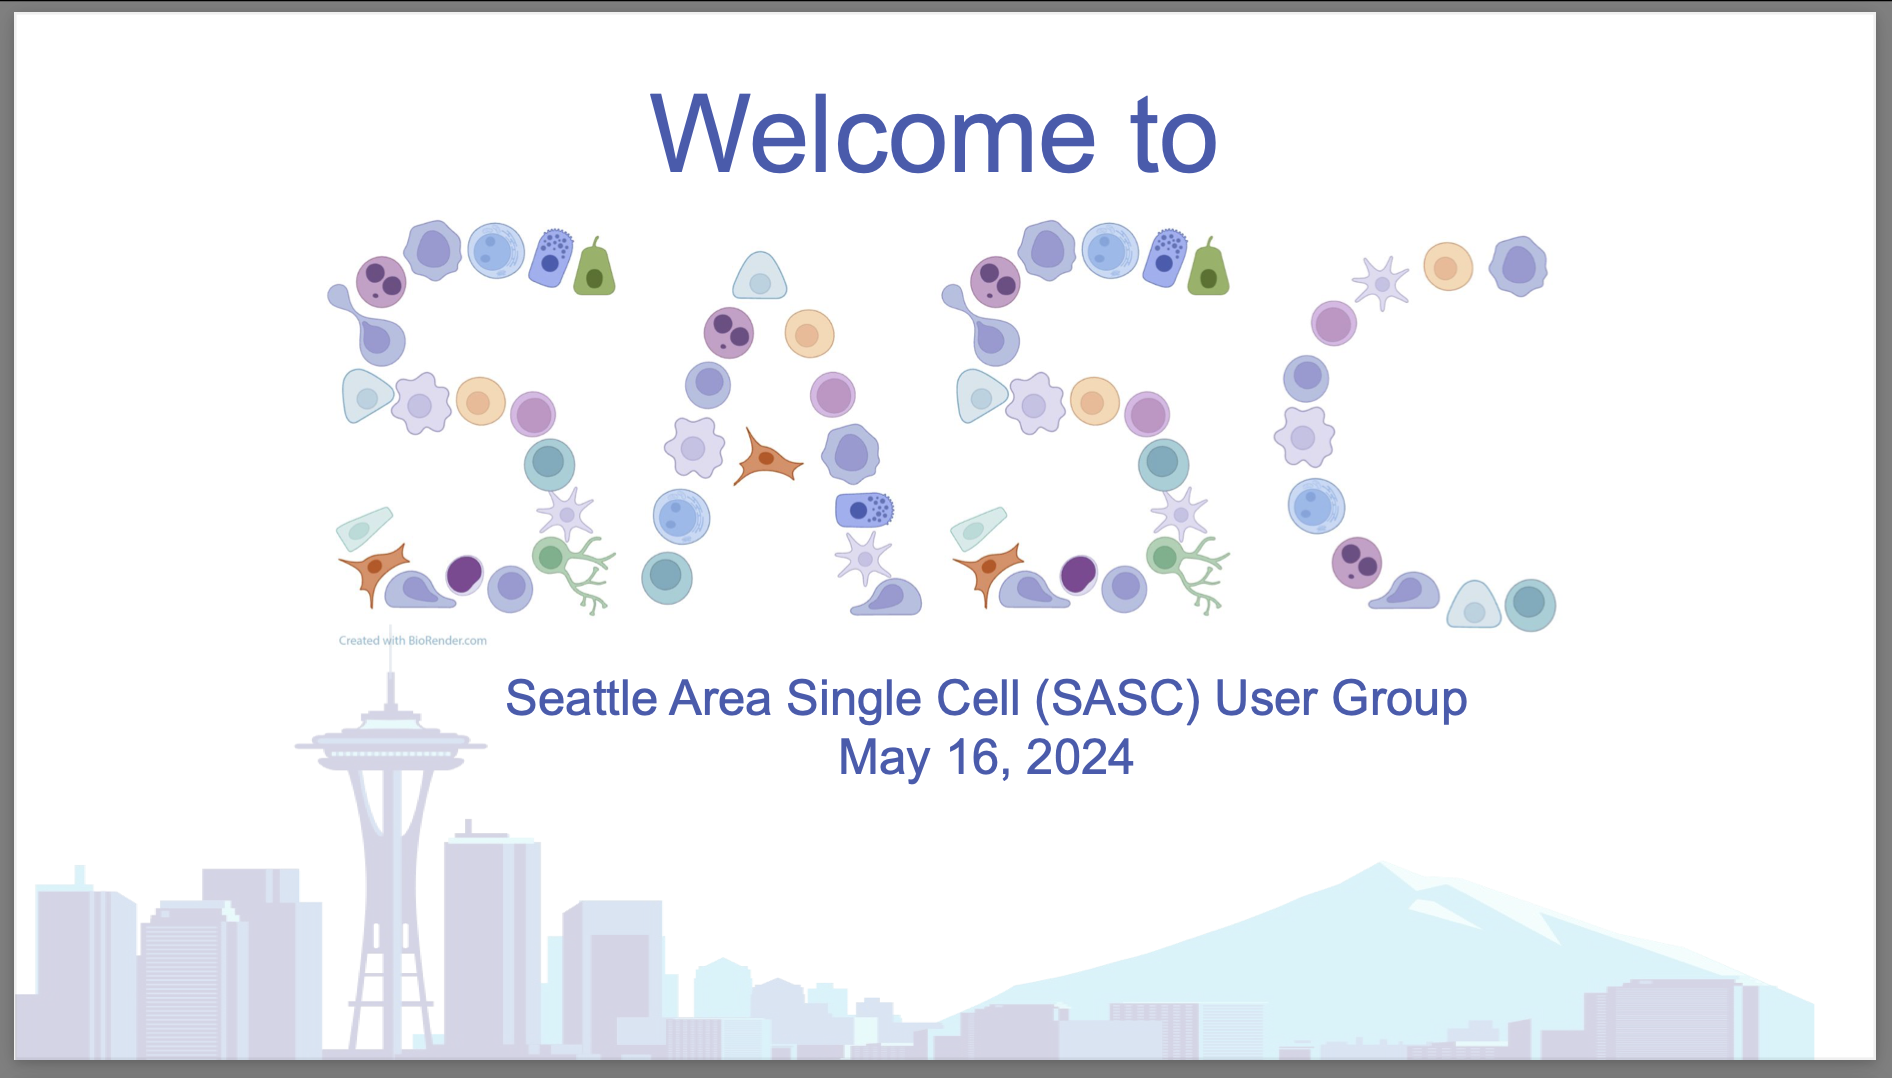 Welcome to
SASC
Created with BioRender.com
Seattle Area Single Cell (SASC) User Group
May 16, 2024